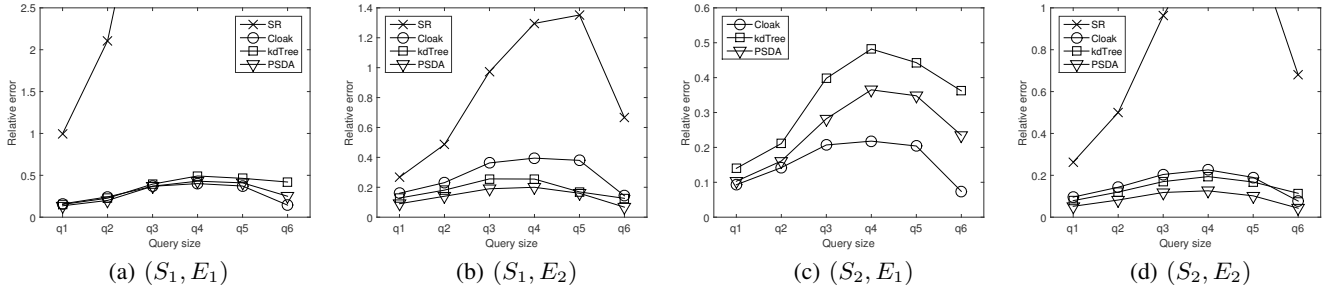 2.5
2
1.5
1
0.5
0
Relative error
SR
Cloak
kdTree
PSDA
q1 q2 q3 q4 q5 q6
Query size
(a) (S₁, E₁)
1.4
1.2
1
0.8
0.6
0.4
0.2
0
Relative error
SR
Cloak
kdTree
PSDA
q1 q2 q3 q4 q5 q6
Query size
(b) (S₁, E₂)
0.6
0.5
0.4
0.3
0.2
0.1
0
Relative error
Cloak
kdTree
PSDA
q1 q2 q3 q4 q5 q6
Query size
(c) (S₂, E₁)
1
0.8
0.6
0.4
0.2
0
Relative error
SR
Cloak
kdTree
PSDA
q1 q2 q3 q4 q5 q6
Query size
(d) (S₂, E₂)